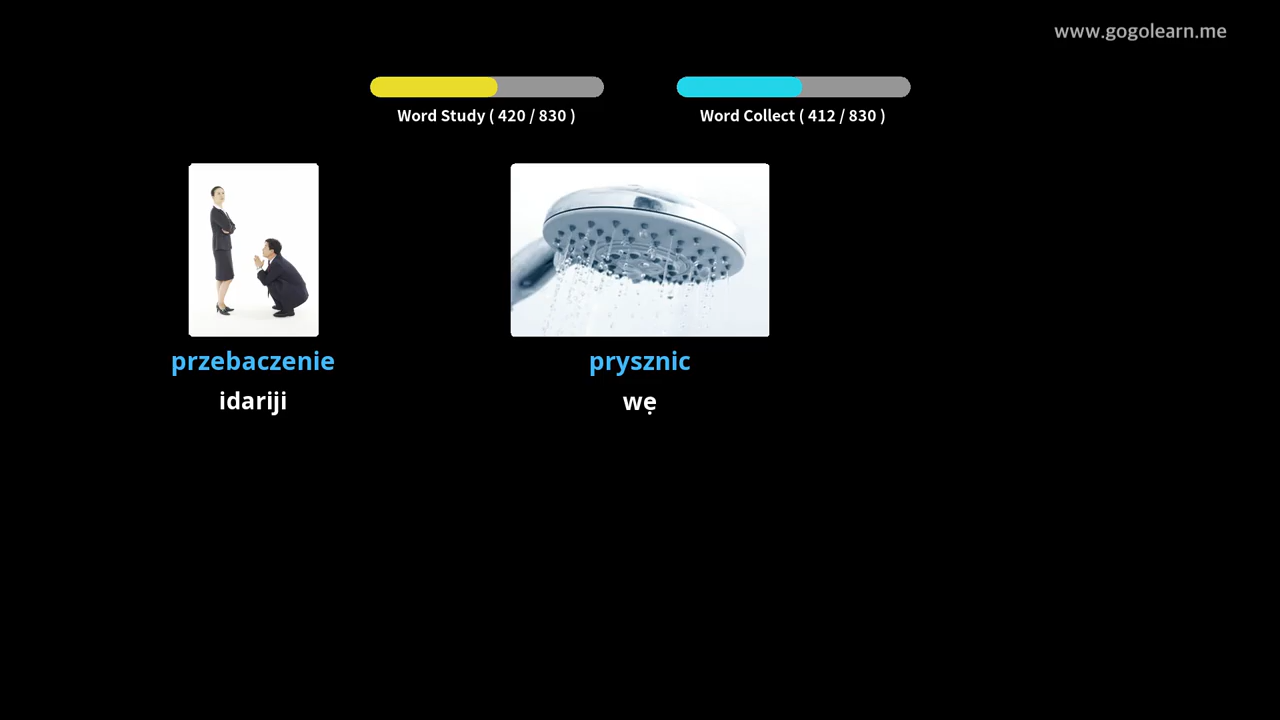 www.gogolearn.me
Word Study ( 420 / 830 )
Word Collect ( 412 / 830 )
przebaczenie
idariji
prysznic
wẹ